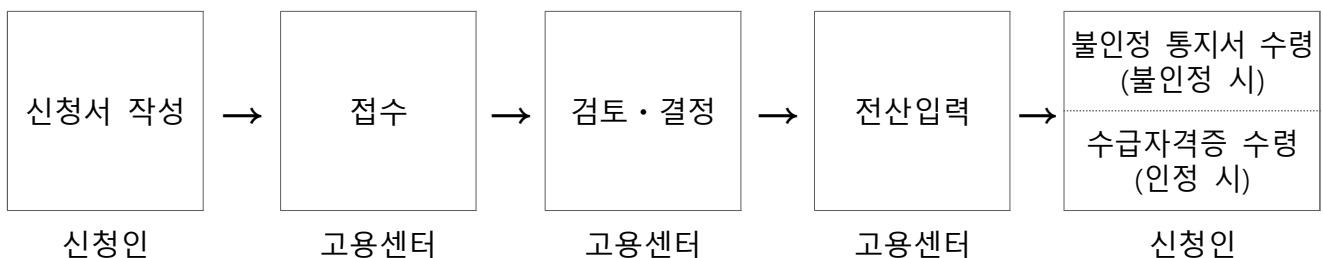 신청서 작성
→
접수
→
검토・결정
→
전산입력
→
불인정 통지서 수령
(불인정 시)
수급자격증 수령
(인정 시)
신청인
고용센터
고용센터
고용센터
신청인